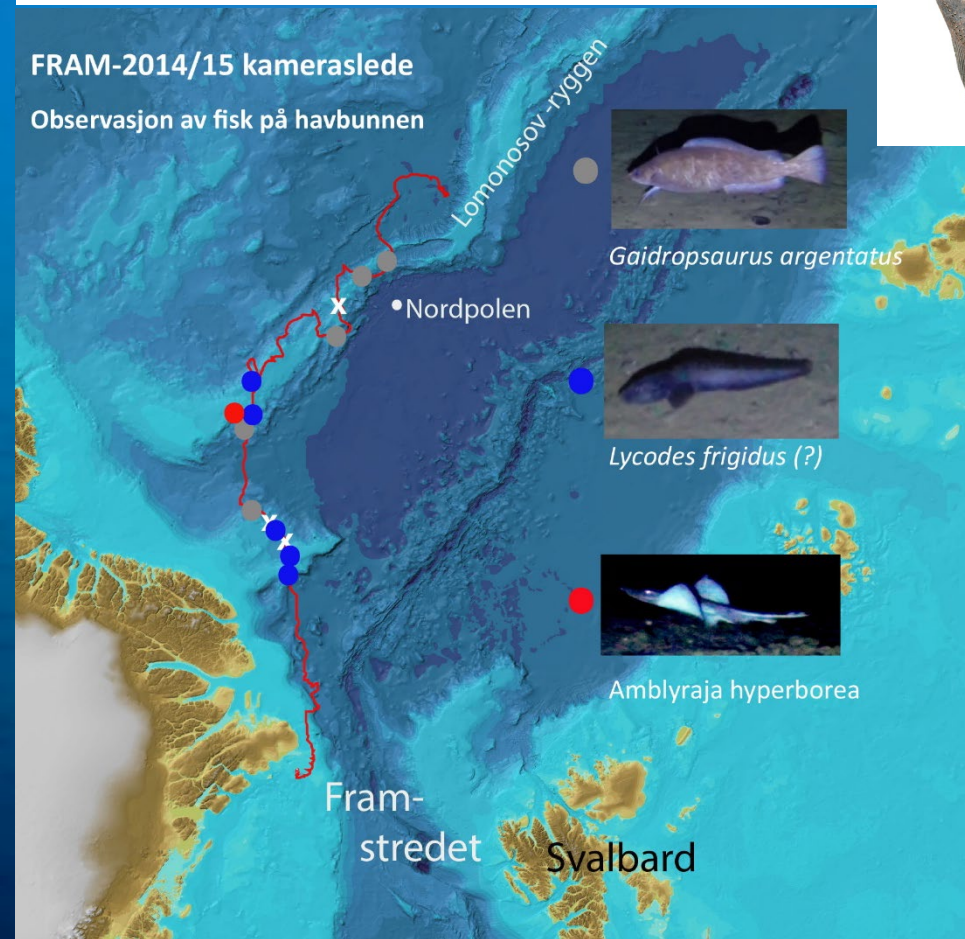 FRAM-2014/15 kameraslede
Observasjon av fisk på havbunnen
Lomonosov -ryggen
Gaidropsaurus argentatus
x
•Nordpolen
Lycodes frigidus (?)
x
x
Amblyraja hyperborea
Fram-
stredet
Svalbard